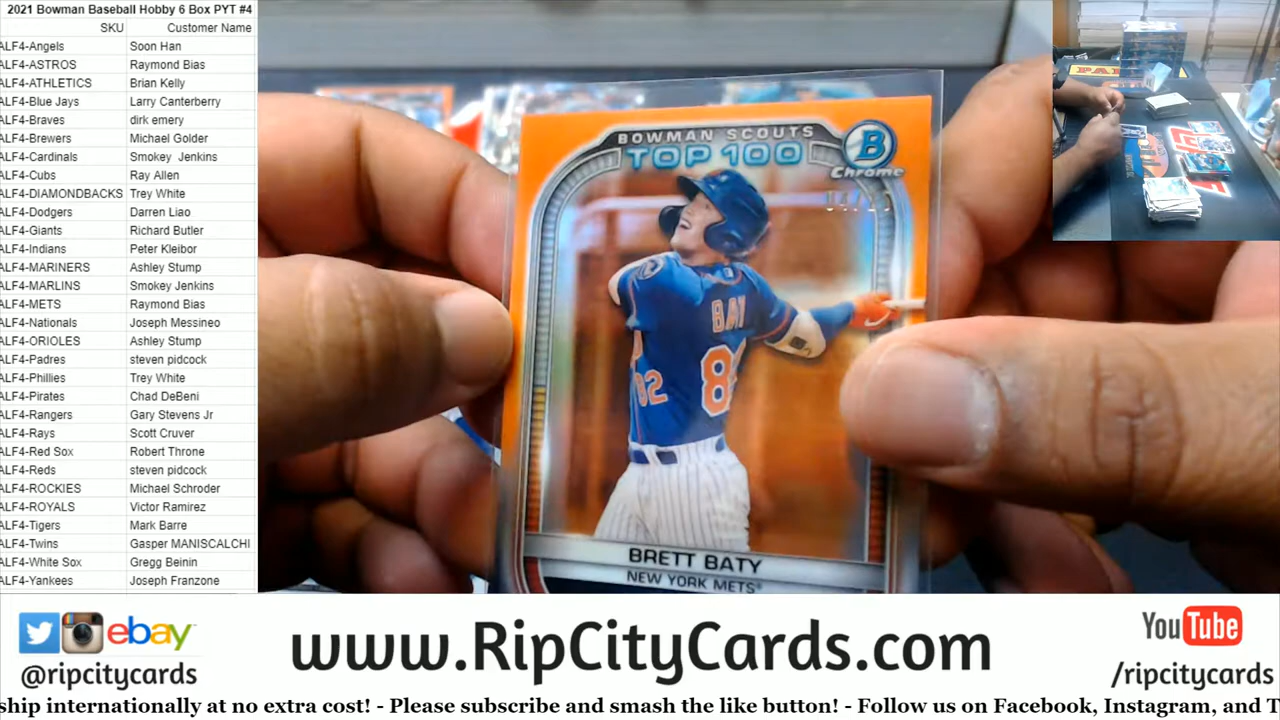 2021 Bowman Baseball Hobby 6 Box PYT #4
SKU Customer Name
ALF4-Angels Soon Han
ALF4-ASTROS Raymond Bias
ALF4-ATHLETICS Brian Kelly
ALF4-Blue Jays Larry Canterberry
ALF4-Braves dirk emery
ALF4-Brewers Michael Golder
ALF4-Cardinals Smokey Jenkins
ALF4-Cubs Ray Allen
ALF4-DIAMONDBACKS Trey White
ALF4-Dodgers Darren Liao
ALF4-Giants Richard Butler
ALF4-Indians Peter Kleibor
ALF4-MARINERS Ashley Stump
ALF4-MARLINS Smokey Jenkins
ALF4-METS Raymond Bias
ALF4-Nationals Joseph Messineo
ALF4-ORIOLES Ashley Stump
ALF4-Padres steven pidcock
ALF4-Phillies Trey White
ALF4-Pirates Chad DeBeni
ALF4-Rangers Gary Stevens Jr
ALF4-Rays Scott Cruver
ALF4-Red Sox Robert Throne
ALF4-Reds steven pidcock
ALF4-ROCKIES Michael Schroder
ALF4-ROYALS Victor Ramirez
ALF4-Tigers Mark Barre
ALF4-Twins Gasper MANISCALCHI
ALF4-White Sox Gregg Beinin
ALF4-Yankees Joseph Franzone
BOWMAN SCOUTS
TOP 100
B
Chrome
BAT
82
82
BRETT BATY
NEW YORK METS
ebay
@ripcitycards
www.RipCityCards.com
YouTube
/ripcitycards
ship internationally at no extra cost! - Please subscribe and smash the like button! - Follow us on Facebook, Instagram, and T